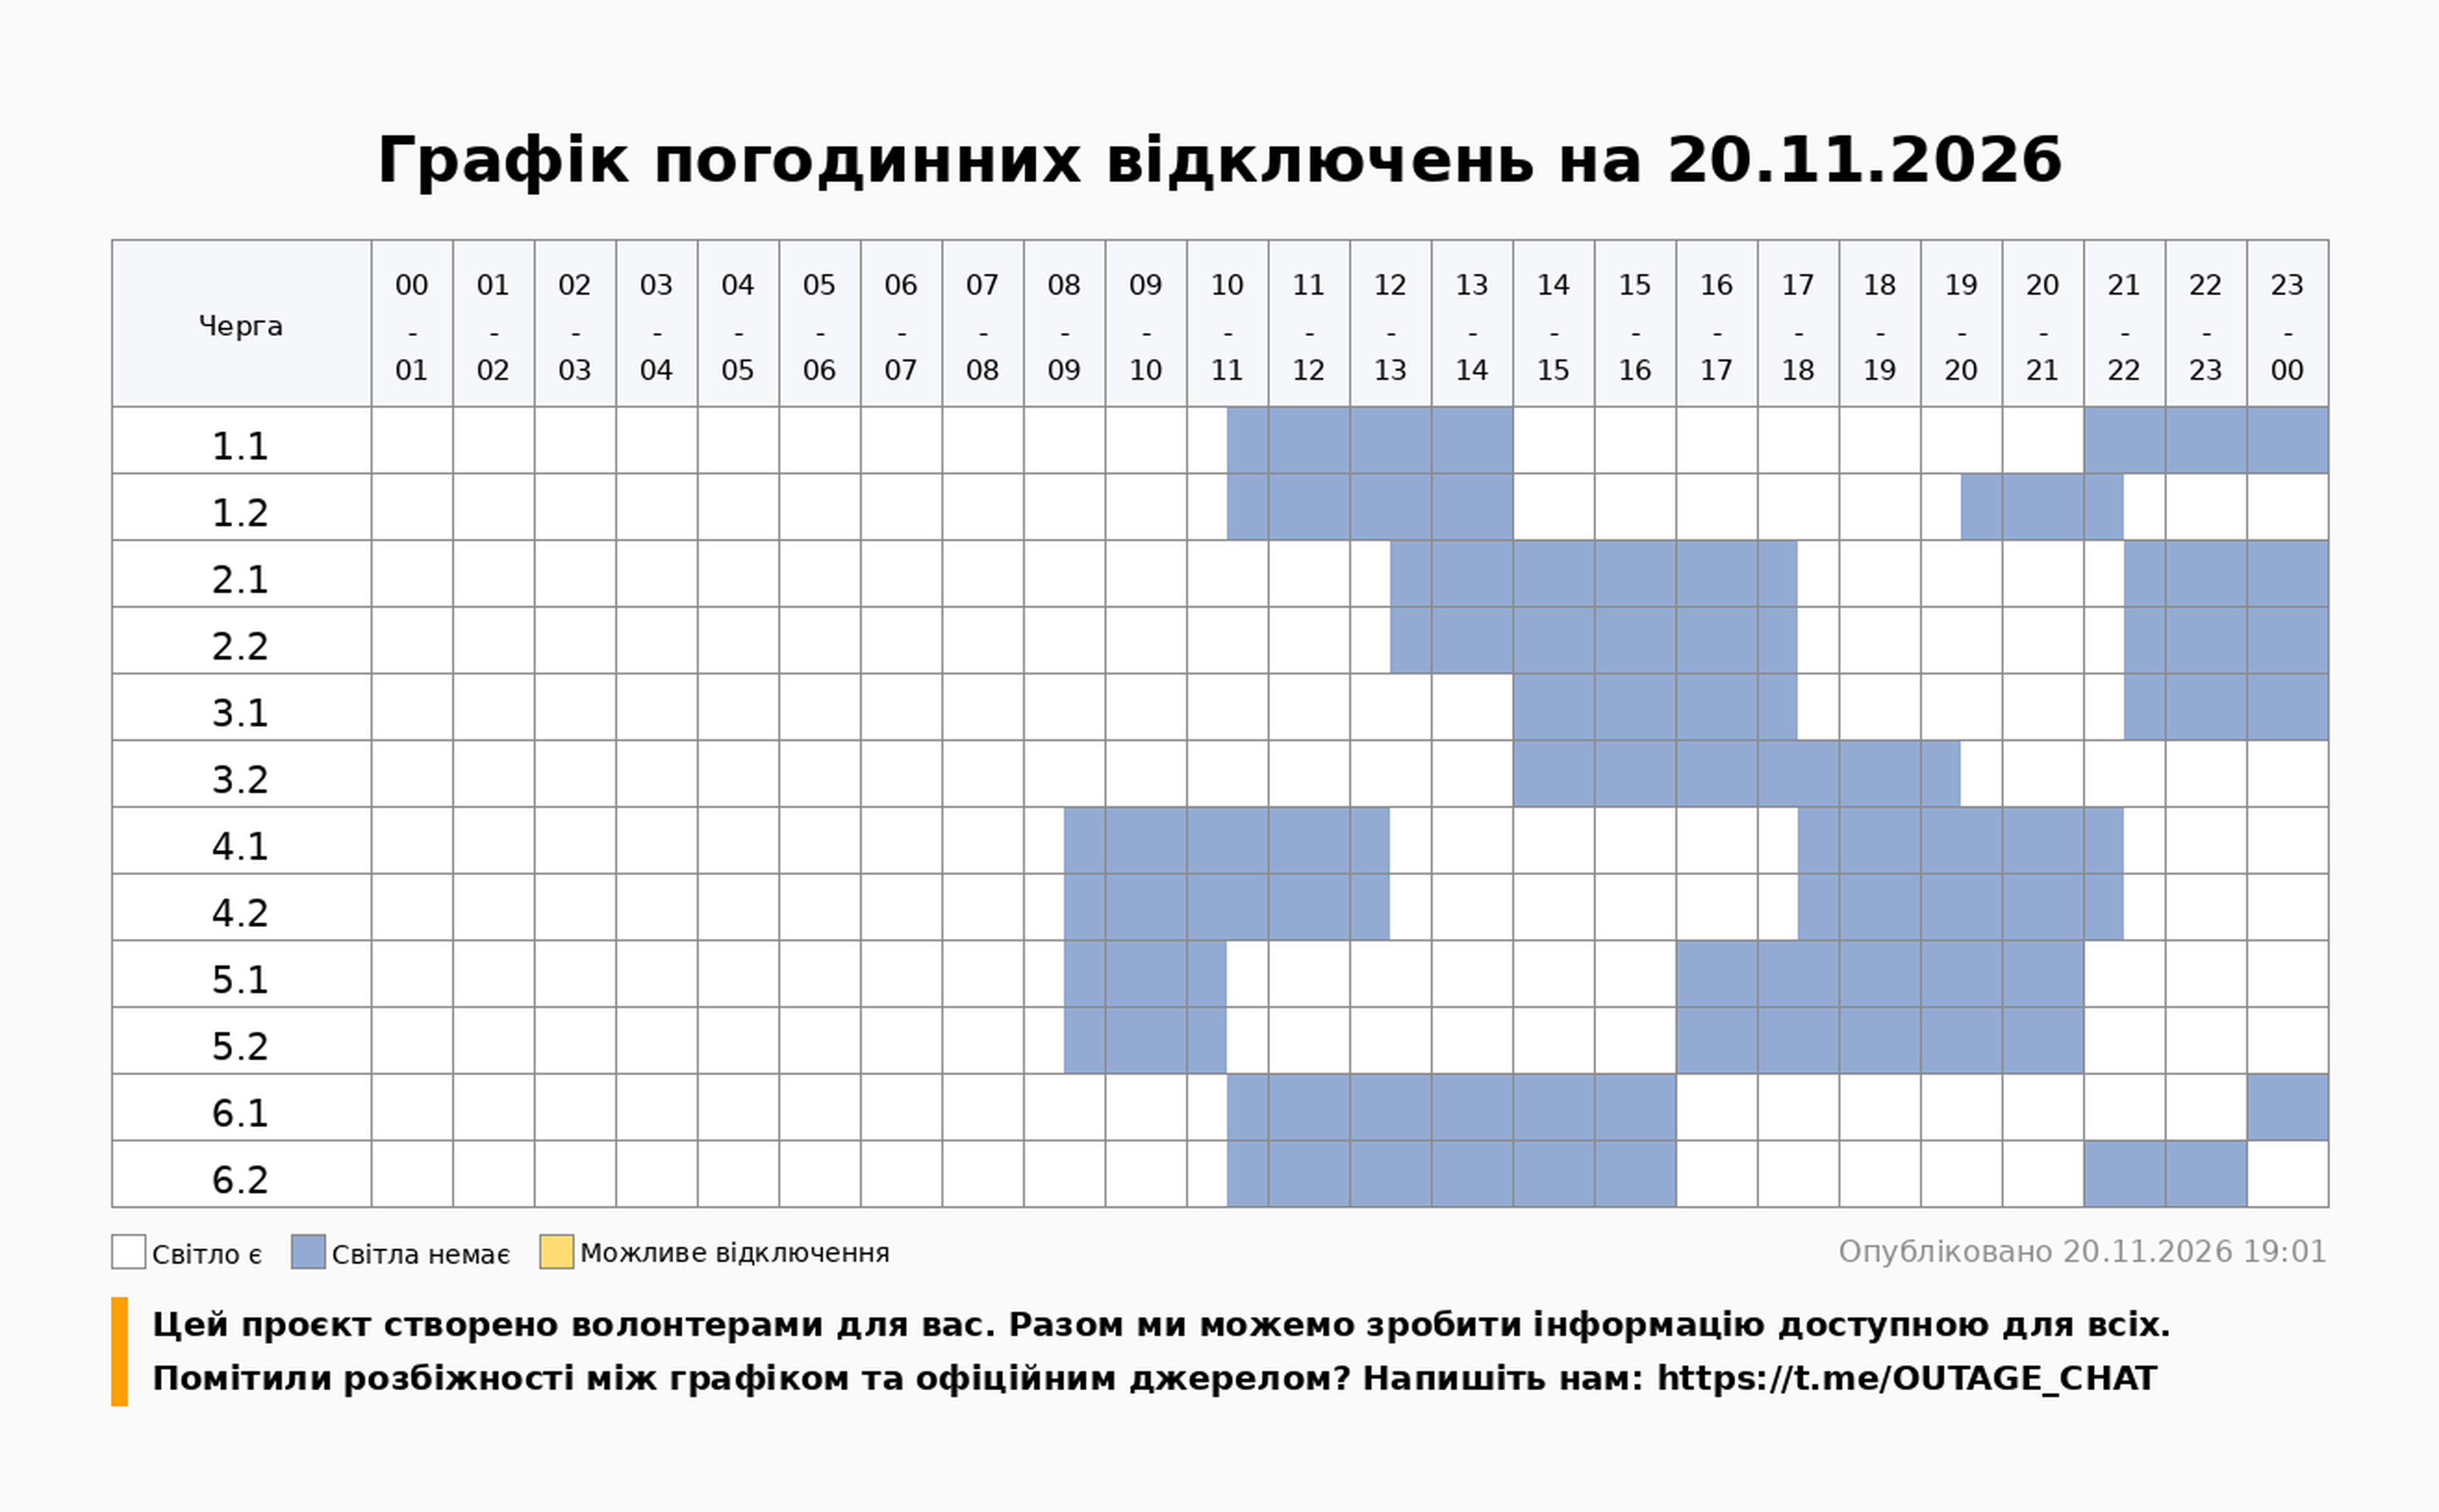 Графік погодинних відключень на 20.11.2026
Черга 00 - 01 01 - 02 02 - 03 03 - 04 04 - 05 05 - 06 06 - 07 07 - 08 08 - 09 09 - 10 10 - 11 11 - 12 12 - 13 13 - 14 14 - 15 15 - 16 16 - 17 17 - 18 18 - 19 19 - 20 20 - 21 21 - 22 22 - 23 23 - 00
1.1
1.2
2.1
2.2
3.1
3.2
4.1
4.2
5.1
5.2
6.1
6.2
Світло є Світла немає Можливе відключення Опубліковано 20.11.2026 19:01
Цей проєкт створено волонтерами для вас. Разом ми можемо зробити інформацію доступною для всіх.
Помітили розбіжності між графіком та офіційним джерелом? Напишіть нам: https://t.me/OUTAGE_CHAT